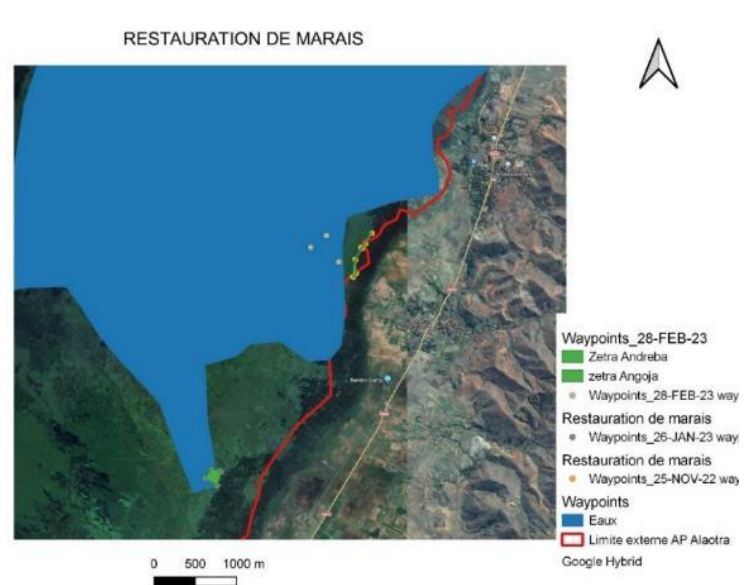 RESTAURATION DE MARAIS
Waypoints_28-FEB-23
Zetra Andreba
zetra Angoja
Waypoints_28-FEB-23 way
Restauration de marais
Waypoints_26-JAN-23 way
Restauration de marais
Waypoints_25-NOV-22 way
Waypoints
Eaux
Limite externe AP Alaotra
Google Hybrid
0 500 1000 m